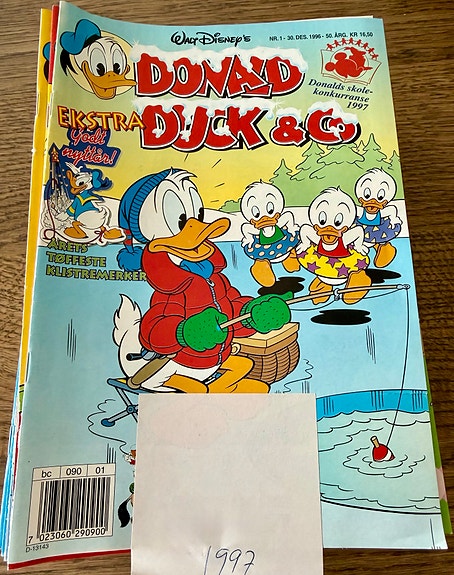 WALT DISNEY'S
NR. 1 - 30. DES. 1996 - 50. ÅRG. KR 16,50
DONALD
DUCK & Co
Donalds skole-
konkurranse
1997
EKSTRA
Godt
nyttår!
ÅRETS
TØFFESTE
KLISTREMERKER
bc 090 01
7 023060 290900
D-13143
1997